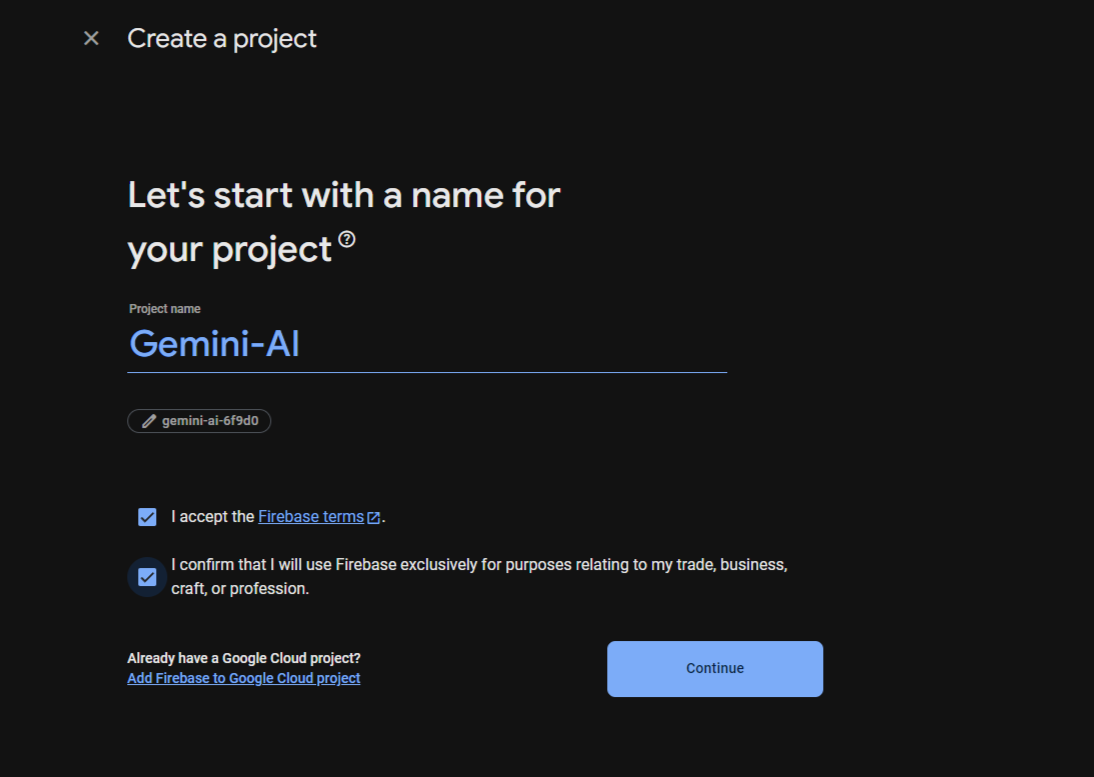 Create a project
Let's start with a name for
your project
Project name
Gemini-AI
gemini-ai-6f9d0
I accept the Firebase terms.
I confirm that I will use Firebase exclusively for purposes relating to my trade, business,
craft, or profession.
Already have a Google Cloud project?
Add Firebase to Google Cloud project
Continue